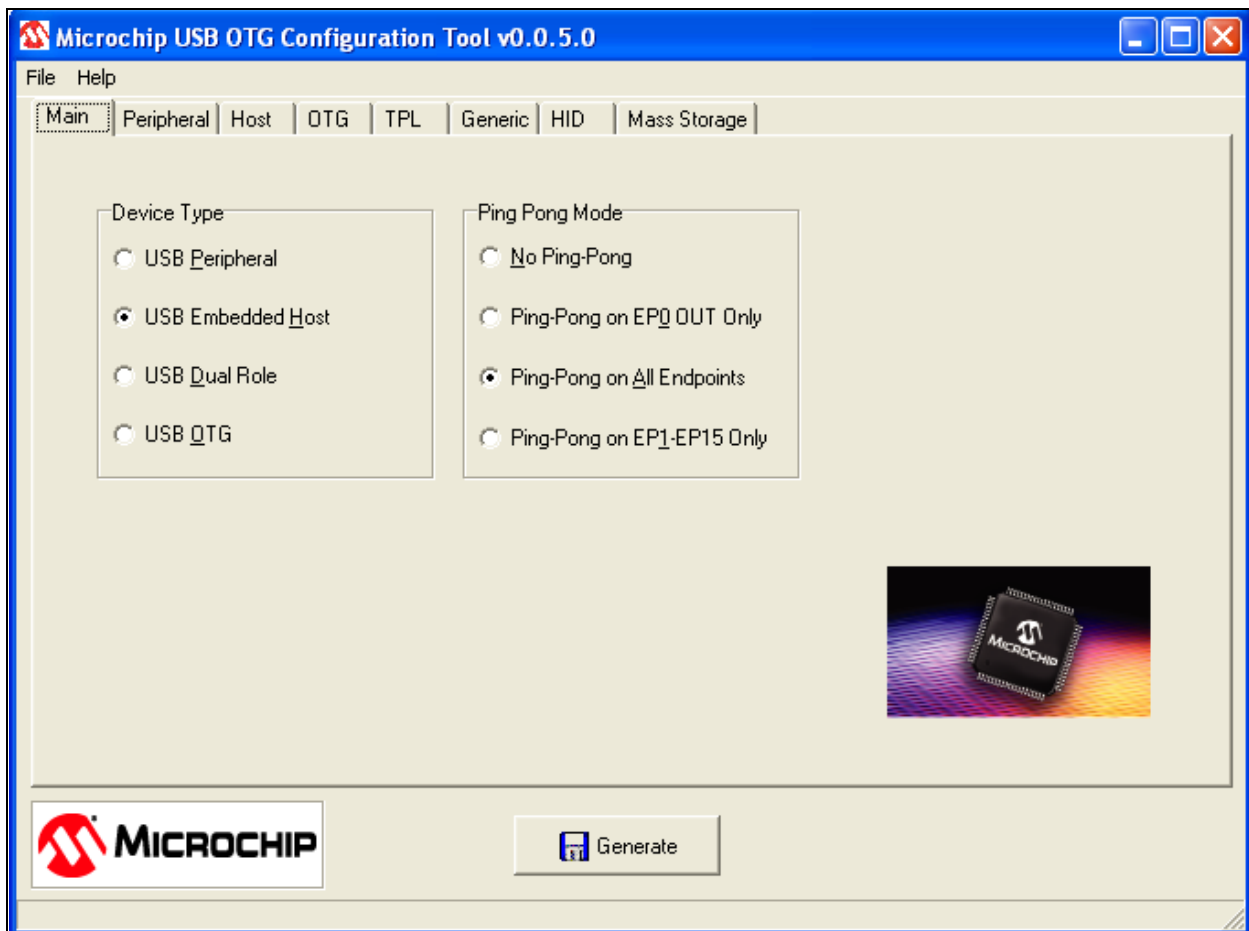 Microchip USB OTG Configuration Tool v0.0.5.0
File Help
Main Peripheral Host OTG TPL Generic HID Mass Storage
Device Type
USB Peripheral
USB Embedded Host
USB Dual Role
USB OTG
Ping Pong Mode
No Ping-Pong
Ping-Pong on EP0 OUT Only
Ping-Pong on All Endpoints
Ping-Pong on EP1-EP15 Only
MICROCHIP
MICROCHIP
Generate